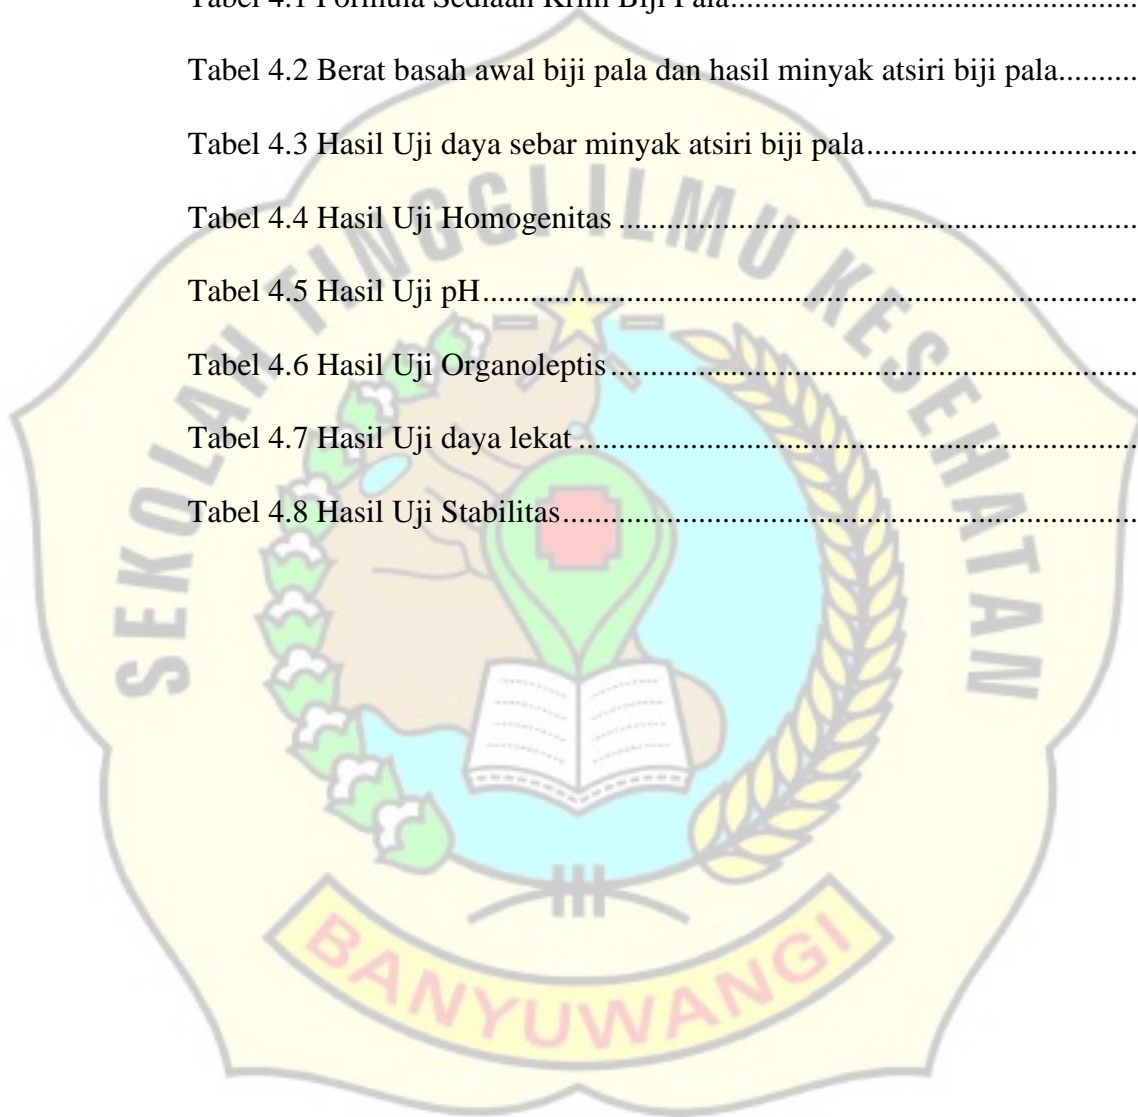 Tabel 4.1 Formula Sediaan Krim Biji Pala..........................................................
Tabel 4.2 Berat basah awal biji pala dan hasil minyak atsiri biji pala..........
Tabel 4.3 Hasil Uji daya sebar minyak atsiri biji pala..................................
Tabel 4.4 Hasil Uji Homogenitas ..................................................................
Tabel 4.5 Hasil Uji pH...................................................................................
Tabel 4.6 Hasil Uji Organoleptis...................................................................
Tabel 4.7 Hasil Uji daya lekat .......................................................................
Tabel 4.8 Hasil Uji Stabilitas.........................................................................
SEKOLAH TINGGI ILMU KESEHATAN
BANYUWANGI